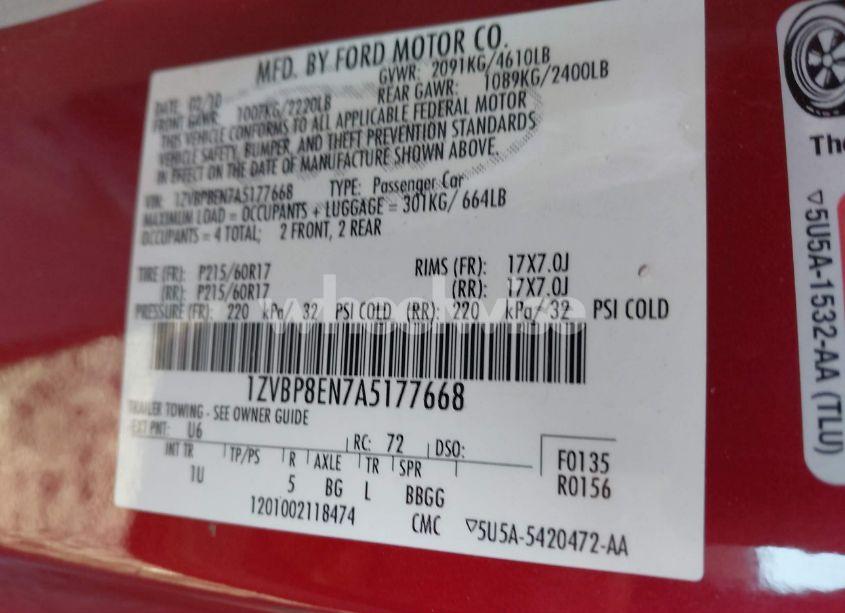 MFD. BY FORD MOTOR CO.
DATE: 02/10 GVWR: 2091KG/4610LB
FRONT GAWR: 1007KG/2220LB REAR GAWR: 1089KG/2400LB
THIS VEHICLE CONFORMS TO ALL APPLICABLE FEDERAL MOTOR
VEHICLE SAFETY, BUMPER, AND THEFT PREVENTION STANDARDS
IN EFFECT ON THE DATE OF MANUFACTURE SHOWN ABOVE.
VIN: 1ZVBP8EN7A5177668 TYPE: Passenger Car
MAXIMUM LOAD = OCCUPANTS + LUGGAGE = 301KG/ 664LB
OCCUPANTS = 4 TOTAL; 2 FRONT, 2 REAR
TIRE (FR): P215/60R17 RIMS (FR): 17X7.0J
(RR): P215/60R17 (RR): 17X7.0J
PRESSURE (FR): 220 kPa/ 32 PSI COLD (RR): 220 kPa/ 32 PSI COLD
wheelwise
1ZVBP8EN7A5177668
TRAILER TOWING - SEE OWNER GUIDE
EXT PNT: U6 RC: 72 DSO:
INT TR TP/PS R AXLE TR SPR F0135
1U 5 BG L BBGG R0156
1201002118474 CMC ▽5U5A-5420472-AA
The
▽5U5A-1532-AA (TLU)